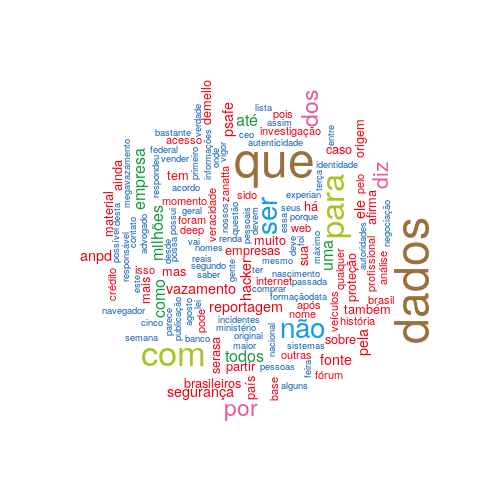 que
dados
com
para
não
ser
por
dos
diz
até
psafe
demello
empresa
milhões
como
uma
todos
hacker
vazamento
reportagem
segurança
brasileiros
fonte
pela
sobre
também
anpd
material
ainda
lista
pois
assim
ceo
investigação
autenticidade
entre
caso
origem
identidade
verdade
vigor
onde
informações
primeiro
acesso
bastante
federal
vender
respondeu
megavazamento
tem
acordo
zanatta
sido
experian
terça
pelo
ele
afirma
negociação
autoridades
análise
profissional
proteção
qualquer
brasil
veículos
história
momento
possui
geral
foram
deep
veracidade
nossos
questão
pessoais
devem
essa
seus
porque
há
web
possível
desta
contato
responsável
advogado
desde
possa
>
renda
vai
nomes
muito
foi
deve
sua
máximo
isso
mas
mais
este
crédito
reais
segundo
empresas
gente
ter
mesmo
nascimento
internet
passada
comprar
formação
data
após
nome
navegador
cinco
semana
parece
publicação
agosto
pode
lei
banco
incidentes
ministério
original
maior
nacional
sistemas
outras
feira
serasa
partir
pessoas
país
base
alguns
fórum
saber